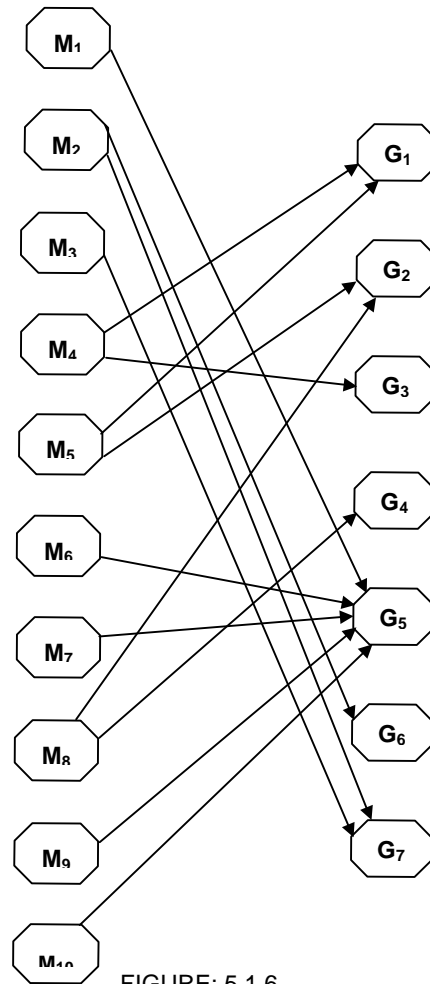 M₁
M₂
M₃
M₄
M₅
M₆
M₇
M₈
M₉
M₁₀
G₁
G₂
G₃
G₄
G₅
G₆
G₇
FIGURE: 5.1.6